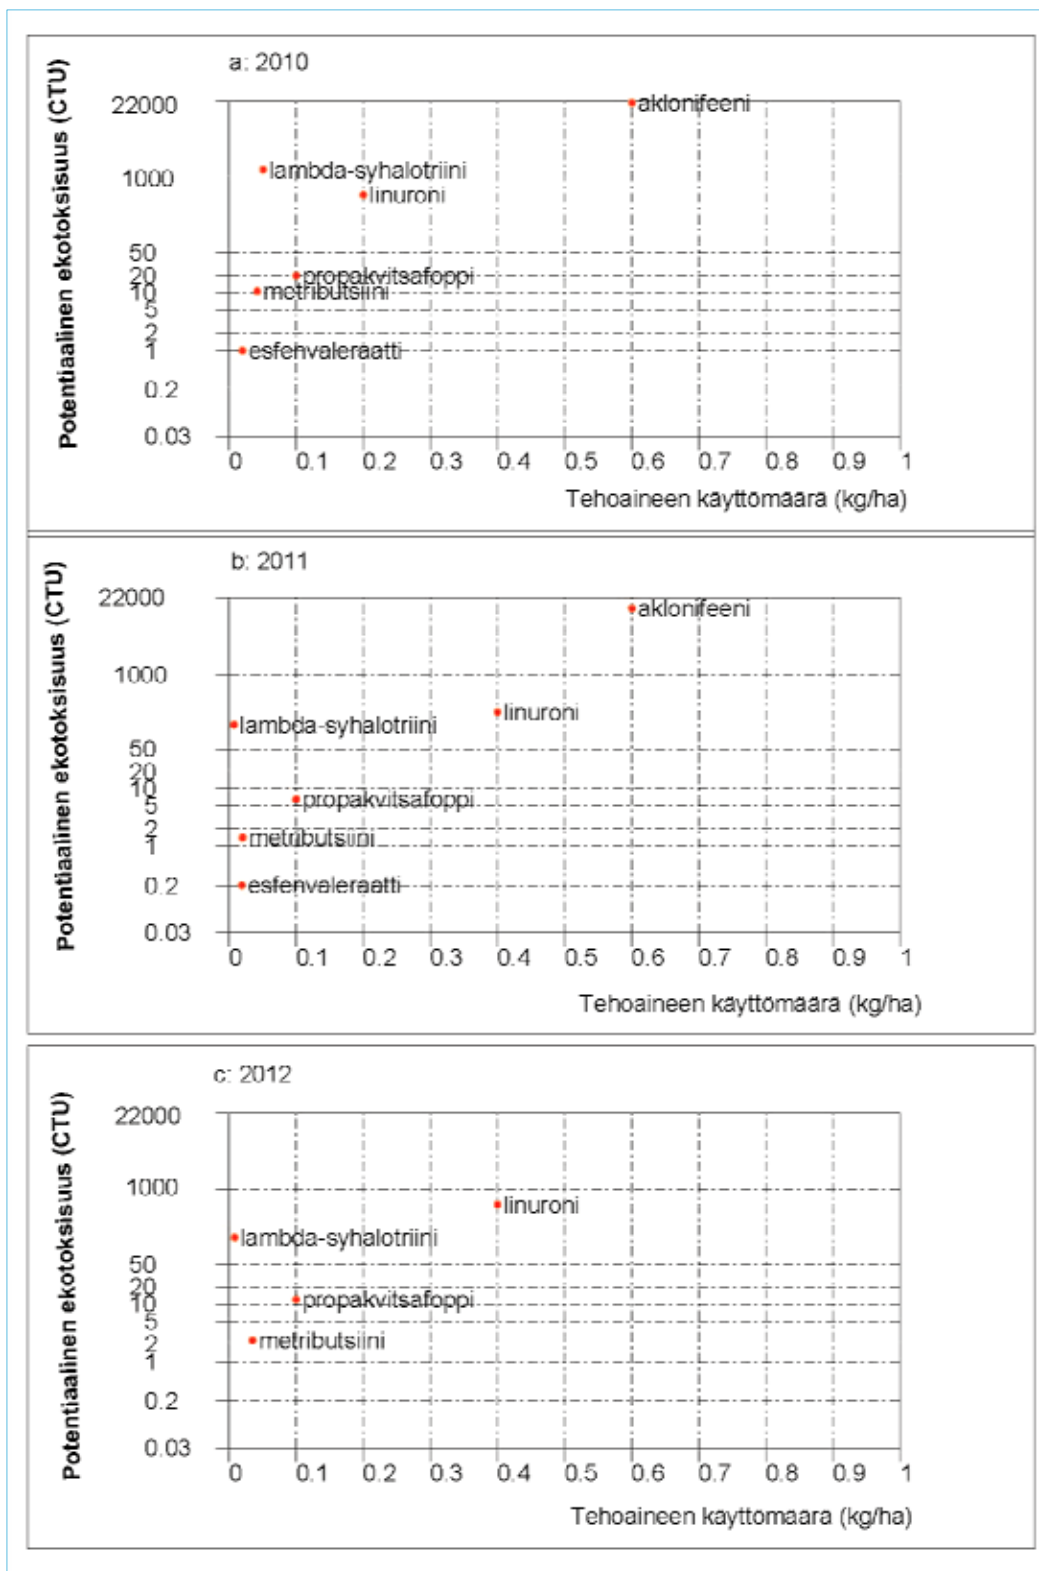 a: 2010
Potentiaalinen ekotoksisuus (CTU)
22000
1000
50
20
10
5
2
1
0.2
0.03
aklonifeeni
lambda-syhalotriini
linuroni
propakvitsafoppi
metributsiini
esfenvaleraatti
0 0.1 0.2 0.3 0.4 0.5 0.6 0.7 0.8 0.9 1
Tehoaineen käyttömäärä (kg/ha)
b: 2011
Potentiaalinen ekotoksisuus (CTU)
22000
1000
50
20
10
5
2
1
0.2
0.03
aklonifeeni
linuroni
lambda-syhalotriini
propakvitsafoppi
metributsiini
esfenvaleraatti
0 0.1 0.2 0.3 0.4 0.5 0.6 0.7 0.8 0.9 1
Tehoaineen käyttömäärä (kg/ha)
c: 2012
Potentiaalinen ekotoksisuus (CTU)
22000
1000
50
20
10
5
2
1
0.2
0.03
linuroni
lambda-syhalotriini
propakvitsafoppi
metributsiini
0 0.1 0.2 0.3 0.4 0.5 0.6 0.7 0.8 0.9 1
Tehoaineen käyttömäärä (kg/ha)